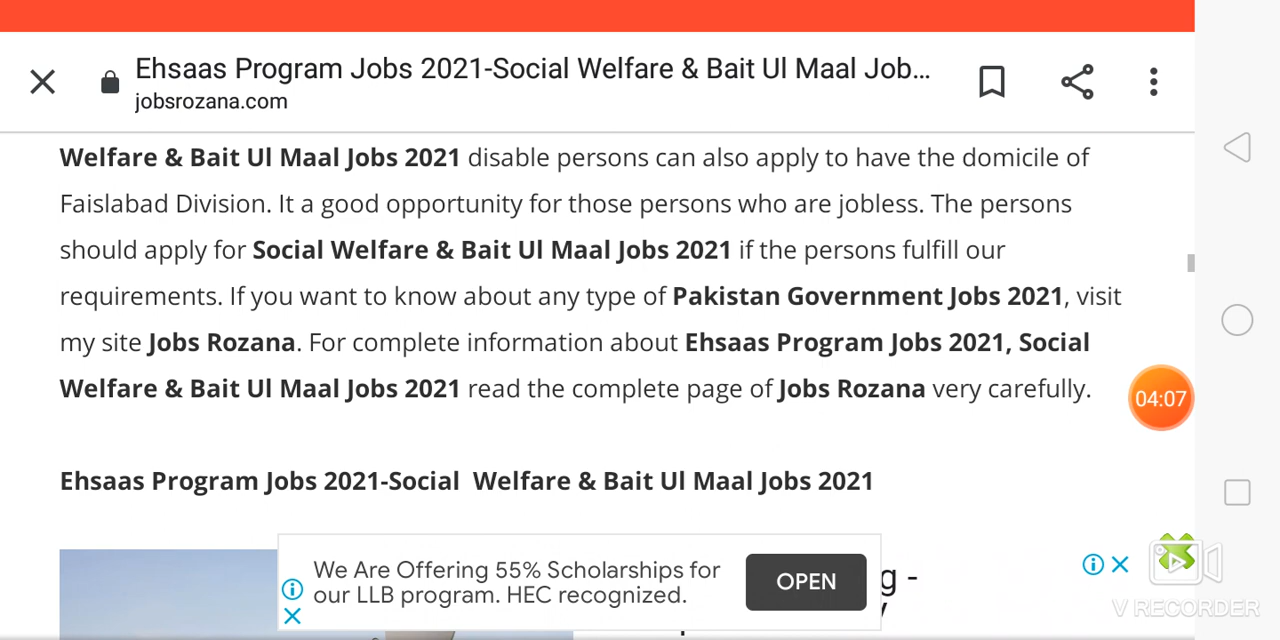 Ehsaas Program Jobs 2021-Social Welfare & Bait Ul Maal Job...
jobsrozana.com
Welfare & Bait Ul Maal Jobs 2021 disable persons can also apply to have the domicile of
Faislabad Division. It a good opportunity for those persons who are jobless. The persons
should apply for Social Welfare & Bait Ul Maal Jobs 2021 if the persons fulfill our
requirements. If you want to know about any type of Pakistan Government Jobs 2021, visit
my site Jobs Rozana. For complete information about Ehsaas Program Jobs 2021, Social
Welfare & Bait Ul Maal Jobs 2021 read the complete page of Jobs Rozana very carefully.
04:07
Ehsaas Program Jobs 2021-Social Welfare & Bait Ul Maal Jobs 2021
We Are Offering 55% Scholarships for
our LLB program. HEC recognized.
OPEN
g -
V RECORDER